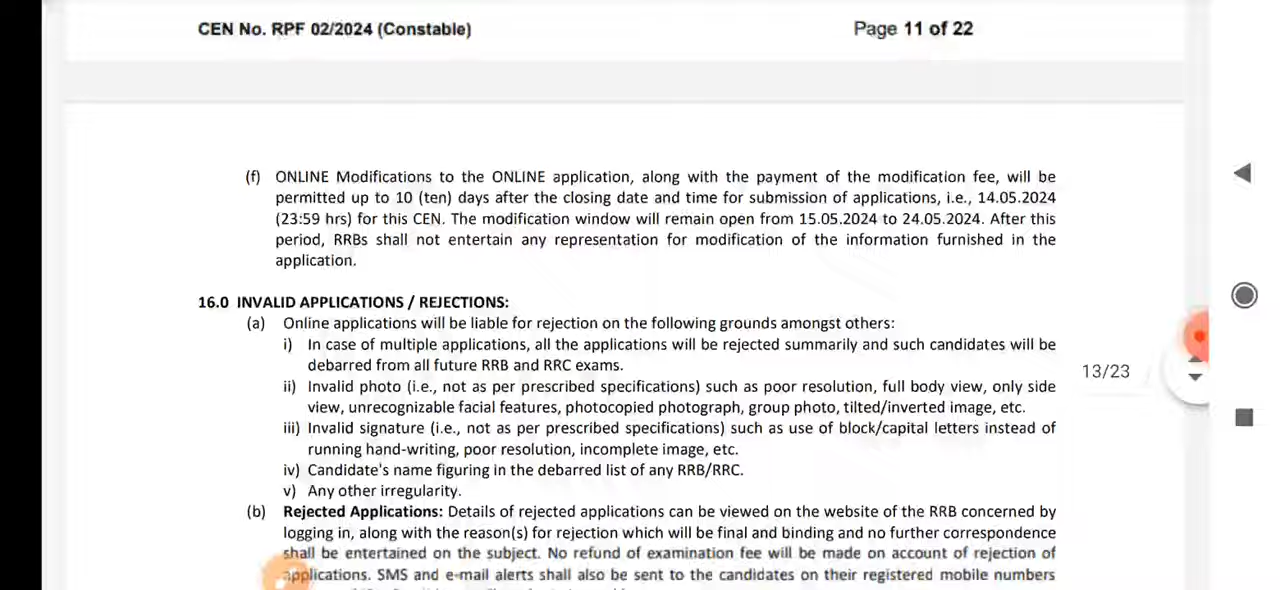 CEN No. RPF 02/2024 (Constable) Page 11 of 22
(f) ONLINE Modifications to the ONLINE application, along with the payment of the modification fee, will be
permitted up to 10 (ten) days after the closing date and time for submission of applications, i.e., 14.05.2024
(23:59 hrs) for this CEN. The modification window will remain open from 15.05.2024 to 24.05.2024. After this
period, RRBs shall not entertain any representation for modification of the information furnished in the
application.
16.0 INVALID APPLICATIONS / REJECTIONS:
(a) Online applications will be liable for rejection on the following grounds amongst others:
i) In case of multiple applications, all the applications will be rejected summarily and such candidates will be
debarred from all future RRB and RRC exams.
ii) Invalid photo (i.e., not as per prescribed specifications) such as poor resolution, full body view, only side
view, unrecognizable facial features, photocopied photograph, group photo, tilted/inverted image, etc.
iii) Invalid signature (i.e., not as per prescribed specifications) such as use of block/capital letters instead of
running hand-writing, poor resolution, incomplete image, etc.
iv) Candidate's name figuring in the debarred list of any RRB/RRC.
v) Any other irregularity.
(b) Rejected Applications: Details of rejected applications can be viewed on the website of the RRB concerned by
logging in, along with the reason(s) for rejection which will be final and binding and no further correspondence
shall be entertained on the subject. No refund of examination fee will be made on account of rejection of
applications. SMS and e-mail alerts shall also be sent to the candidates on their registered mobile numbers
13/23